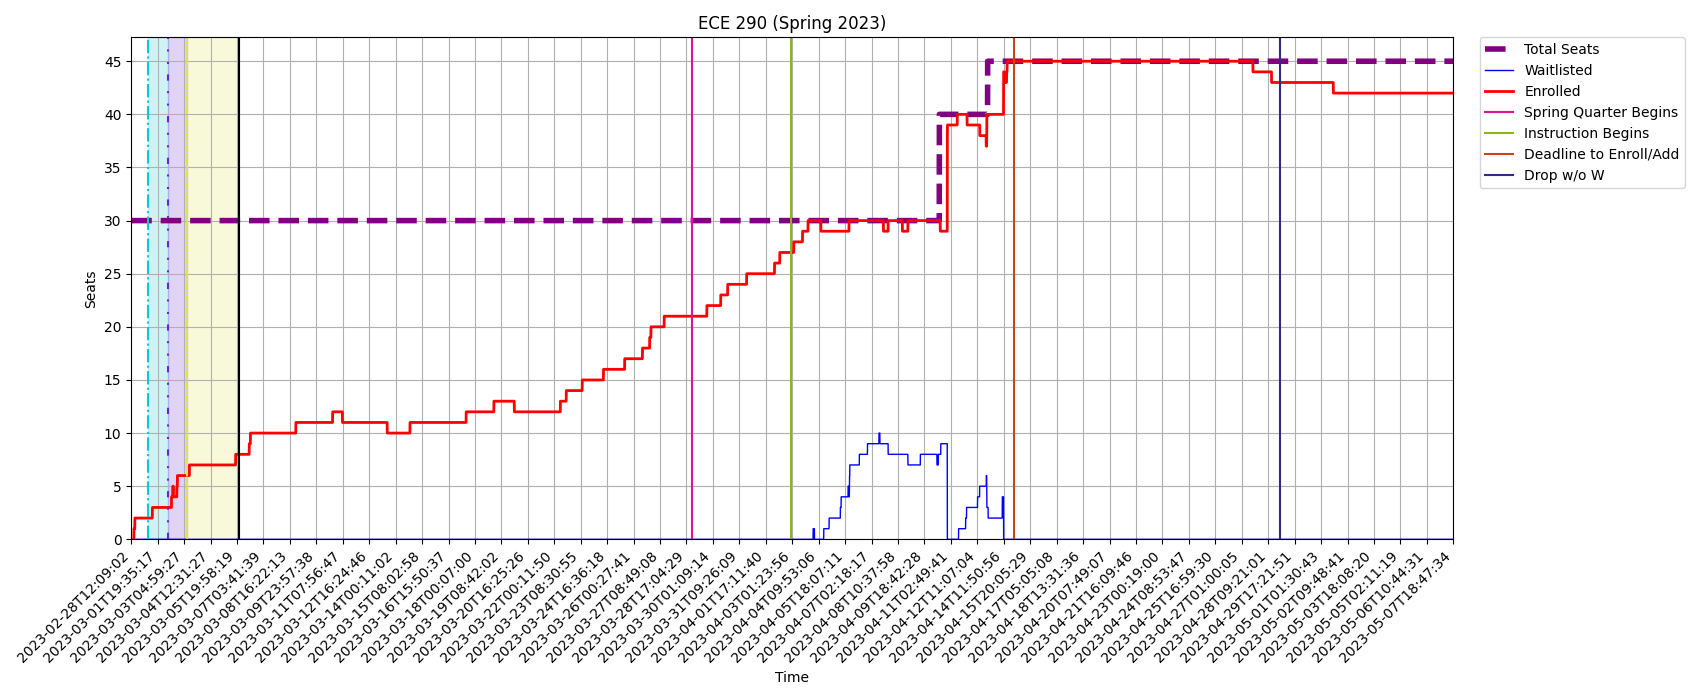 ECE 290 (Spring 2023)
Total Seats
Waitlisted
Enrolled
Spring Quarter Begins
Instruction Begins
Deadline to Enroll/Add
Drop w/o W
Seats
45
40
35
30
25
20
15
10
5
0
2023-02-28T12:09:02
2023-03-01T19:35:17
2023-03-03T04:59:27
2023-03-04T12:31:27
2023-03-05T19:58:19
2023-03-07T03:41:39
2023-03-08T16:22:13
2023-03-09T23:57:38
2023-03-11T07:56:47
2023-03-12T16:24:46
2023-03-14T00:11:02
2023-03-15T08:02:58
2023-03-16T15:50:37
2023-03-18T00:07:00
2023-03-19T08:42:02
2023-03-20T16:25:26
2023-03-22T00:11:50
2023-03-23T08:30:55
2023-03-24T16:36:18
2023-03-26T00:27:41
2023-03-27T08:49:08
2023-03-28T17:04:29
2023-03-30T01:09:14
2023-03-31T09:26:09
2023-04-01T17:11:40
2023-04-03T01:23:56
2023-04-04T09:53:06
2023-04-05T18:07:11
2023-04-07T02:18:17
2023-04-08T10:37:58
2023-04-09T18:42:28
2023-04-11T02:49:41
2023-04-12T11:07:04
2023-04-14T11:50:56
2023-04-15T20:05:29
2023-04-17T05:05:08
2023-04-18T13:31:36
2023-04-20T07:49:07
2023-04-21T16:09:46
2023-04-23T00:19:00
2023-04-24T08:53:47
2023-04-25T16:59:30
2023-04-27T01:00:05
2023-04-28T09:21:01
2023-04-29T17:21:51
2023-05-01T01:30:43
2023-05-02T09:48:41
2023-05-03T18:08:20
2023-05-05T02:11:19
2023-05-06T10:44:31
2023-05-07T18:47:34
Time